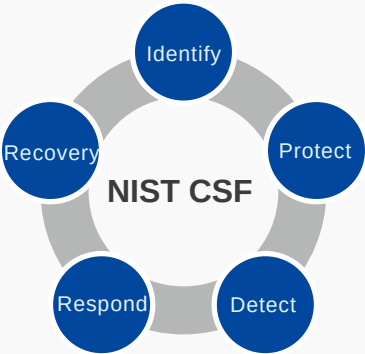 Identify
Protect
Detect
Respond
Recovery
NIST CSF